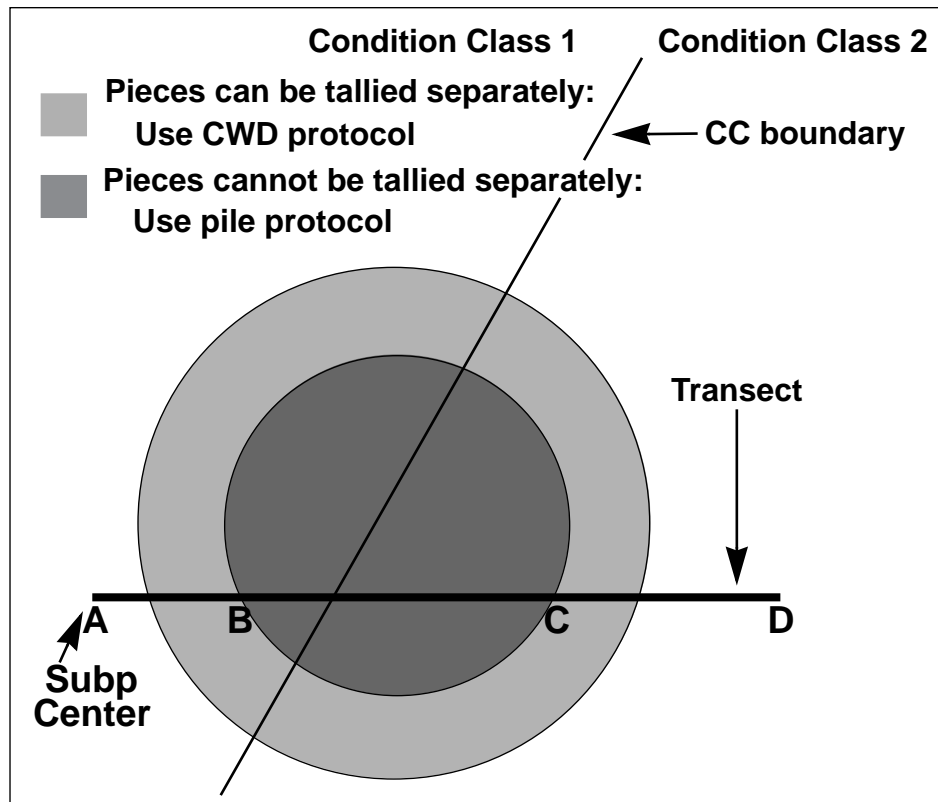 Condition Class 1
Condition Class 2
Pieces can be tallied separately:
Use CWD protocol
CC boundary
Pieces cannot be tallied separately:
Use pile protocol
Transect
A
B
C
D
Subp
Center